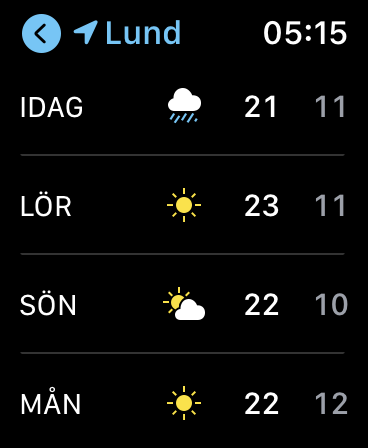 Lund 05:15
IDAG 21 11
LÖR 23 11
SÖN 22 10
MÅN 22 12